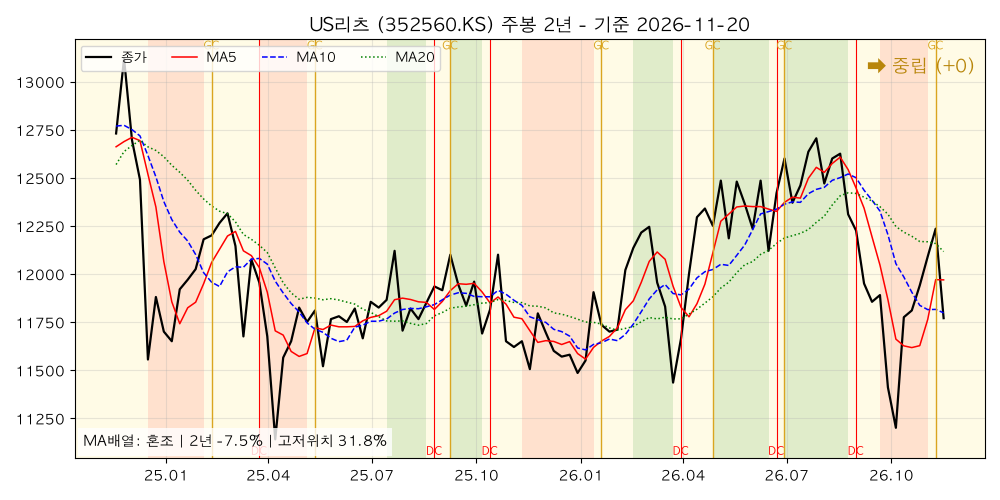 US리츠 (352560.KS) 주봉 2년 - 기준 2026-11-20
GC GC GC GC GC GC GC
종가 MA5 MA10 MA20
➡ 중립 (+0)
13000
12750
12500
12250
12000
11750
11500
11250
MA배열: 혼조 | 2년 -7.5% | 고저위치 31.8%
DC DC DC DC DC DC
25.01 25.04 25.07 25.10 26.01 26.04 26.07 26.10